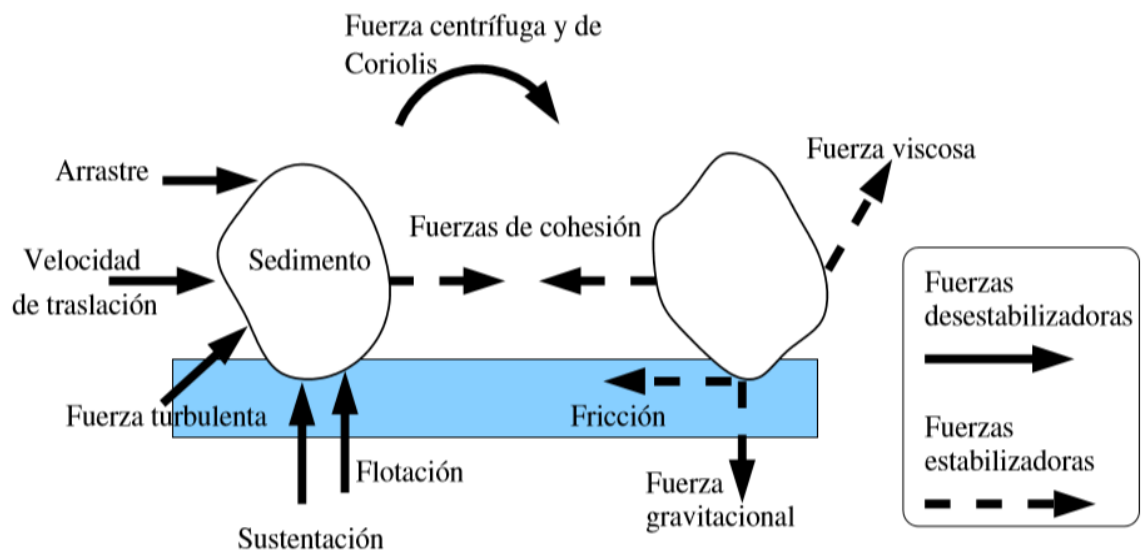 Fuerza centrífuga y de
Coriolis
Arrastre
Fuerza viscosa
Fuerzas de cohesión
Velocidad
de traslación
Sedimento
Fuerza turbulenta
Fricción
Flotación
Sustentación
Fuerza
gravitacional
Fuerzas
desestabilizadoras
Fuerzas
estabilizadoras